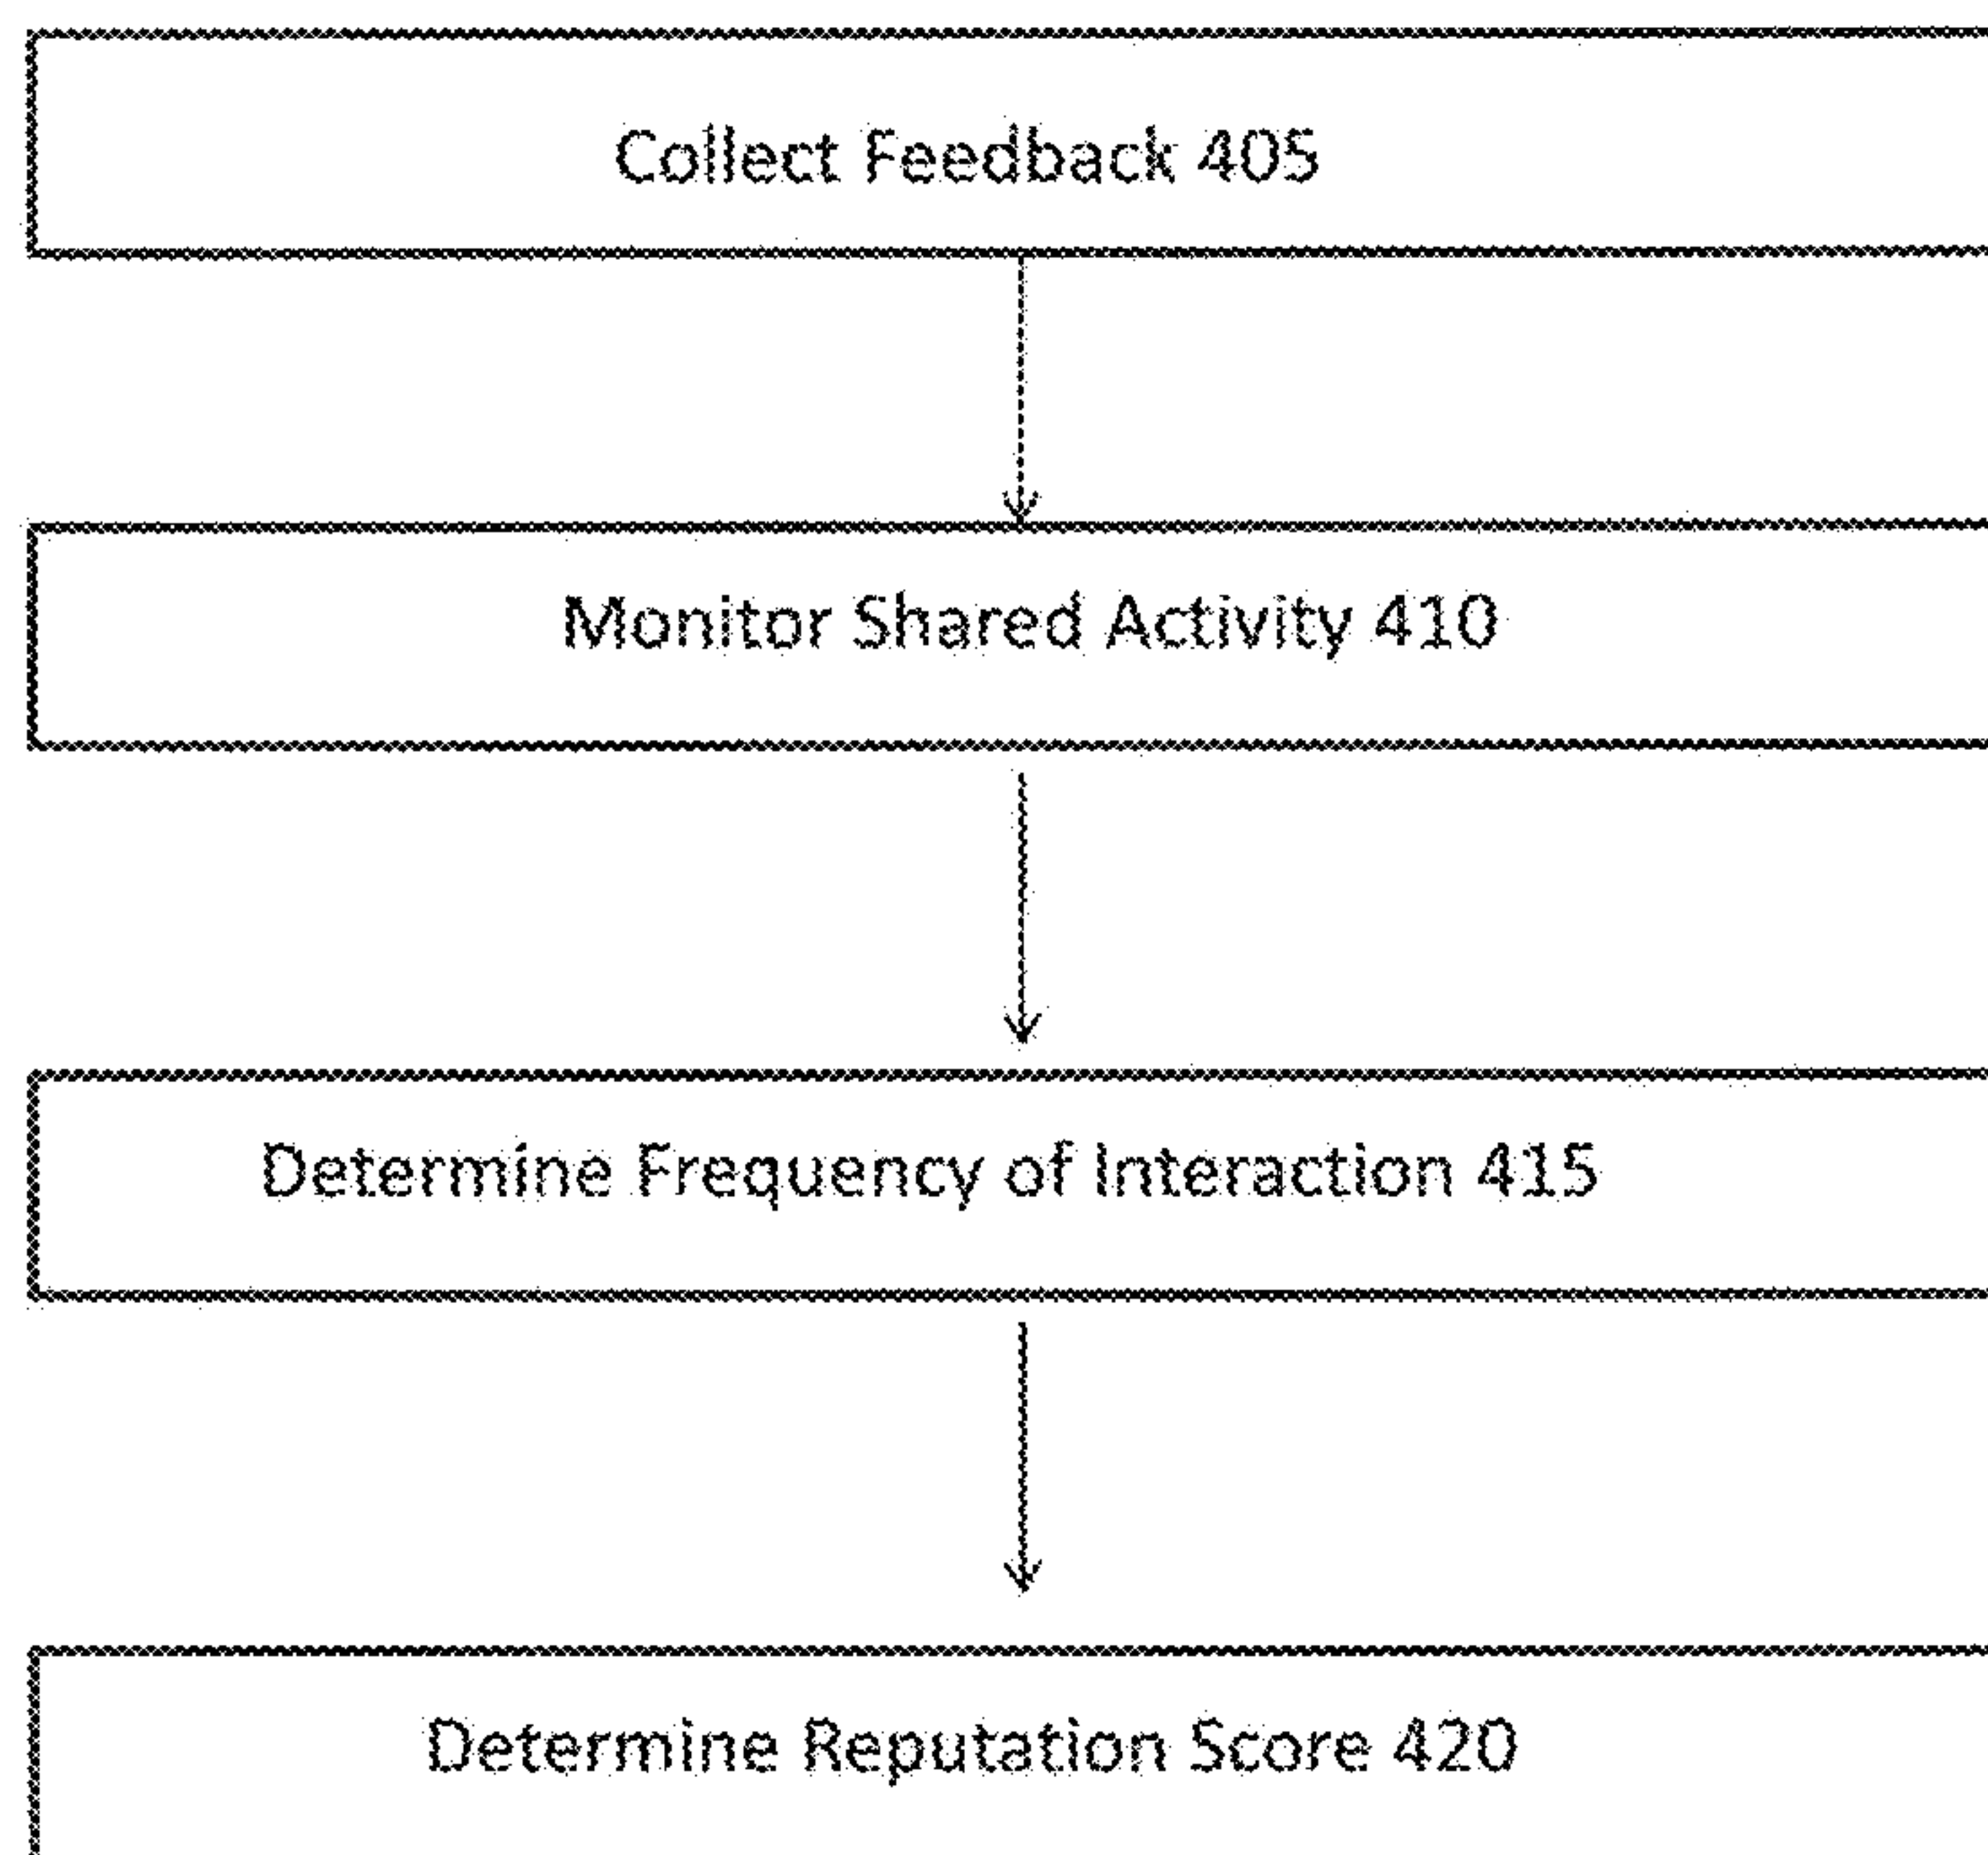 Collect Feedback 405
Monitor Shared Activity 410
Determine Frequency of Interaction 415
Determine Reputation Score 420